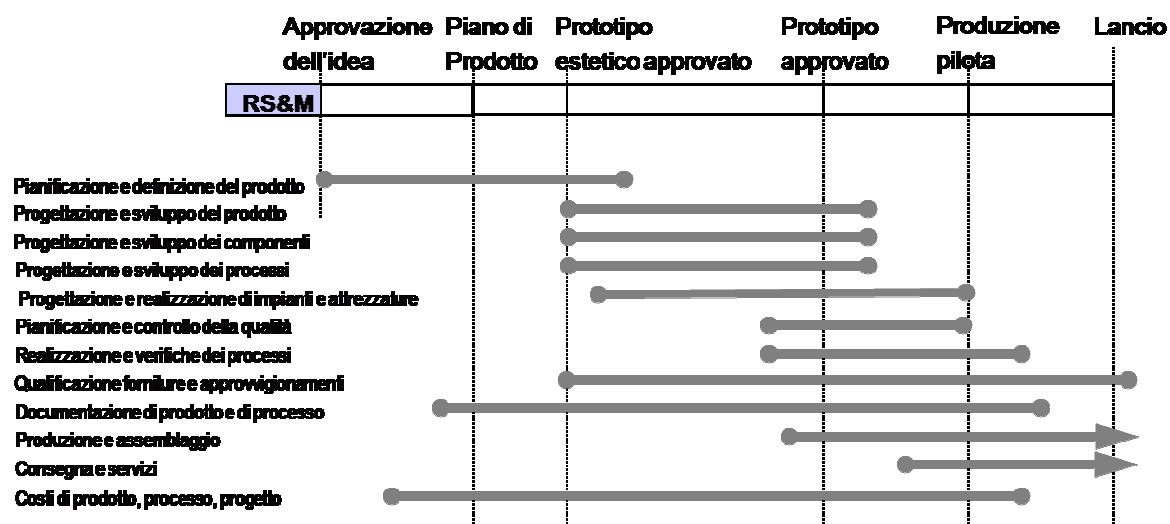 Approvazione Piano di Prototipo Prototipo Produzione Lancio
dell'idea Prodotto estetico approvato approvato pilota
RS&M
Pianificazione e definizione del prodotto
Progettazione e sviluppo del prodotto
Progettazione e sviluppo dei componenti
Progettazione e sviluppo dei processi
Progettazione e realizzazione di impianti e attrezzature
Pianificazione e controllo della qualità
Realizzazione e verifiche dei processi
Qualificazione forniture e approvvigionamenti
Documentazione di prodotto e di processo
Produzione e assemblaggio
Consegna e servizi
Costi di prodotto, processo, progetto